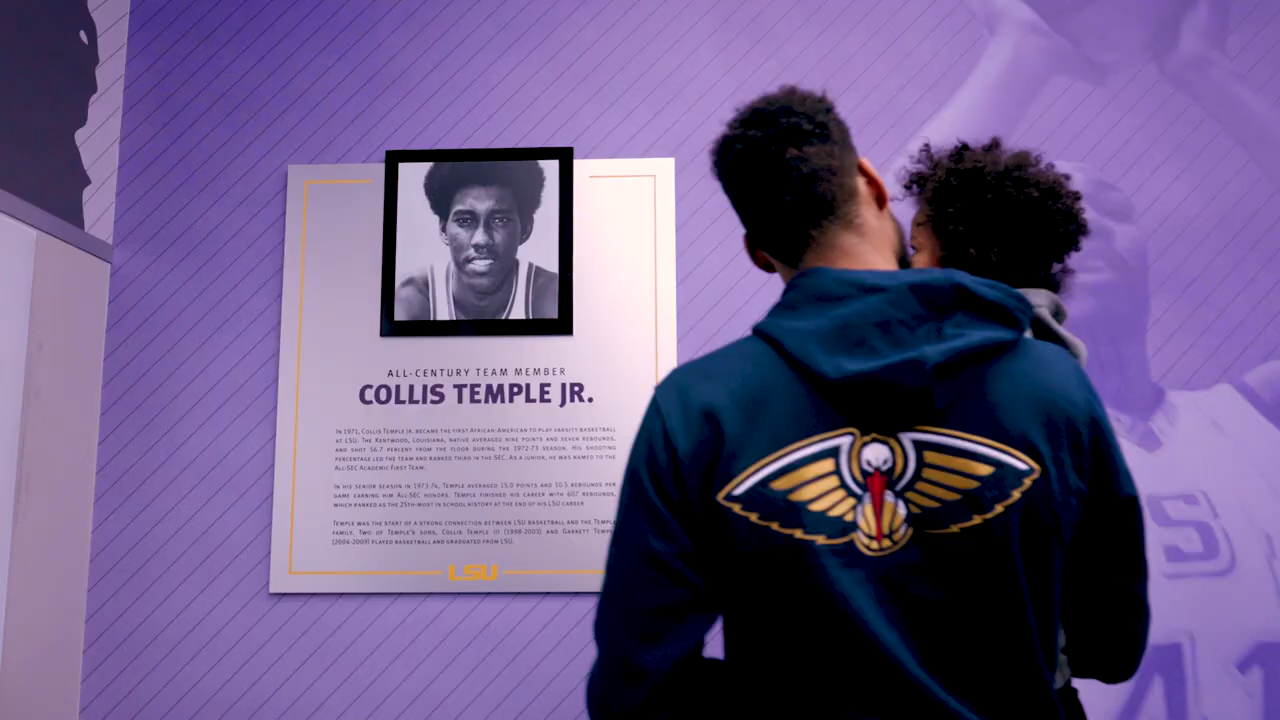 ALL-CENTURY TEAM MEMBER
COLLIS TEMPLE JR.
IN 1971, COLLIS TEMPLE JR. BECAME THE FIRST AFRICAN-AMERICAN TO PLAY VARSITY BASKETBALL
AT LSU. THE KENTWOOD, LOUISIANA, NATIVE AVERAGED NINE POINTS AND SEVEN REBOUNDS,
AND SHOT 56.7 PERCENT FROM THE FLOOR DURING THE 1972-73 SEASON. HIS SHOOTING
PERCENTAGE LED THE TEAM AND RANKED THIRD IN THE SEC. AS A JUNIOR, HE WAS NAMED TO THE
ALL-SEC ACADEMIC FIRST TEAM.
IN HIS SENIOR SEASON IN 1973-74, TEMPLE AVERAGED 15.0 POINTS AND 10.5 REBOUNDS PER
GAME EARNING HIM ALL-SEC HONORS. TEMPLE FINISHED HIS CAREER WITH 607 REBOUNDS,
WHICH RANKED AS THE 25TH-MOST IN SCHOOL HISTORY AT THE END OF HIS LSU CAREER
TEMPLE WAS THE START OF A STRONG CONNECTION BETWEEN LSU BASKETBALL AND THE TEMPLE
FAMILY. TWO OF TEMPLE'S SONS, COLLIS TEMPLE III (1998-2003) AND GARRETT TEMPLE
(2004-2009) PLAYED BASKETBALL AND GRADUATED FROM LSU.
LSU
S
41